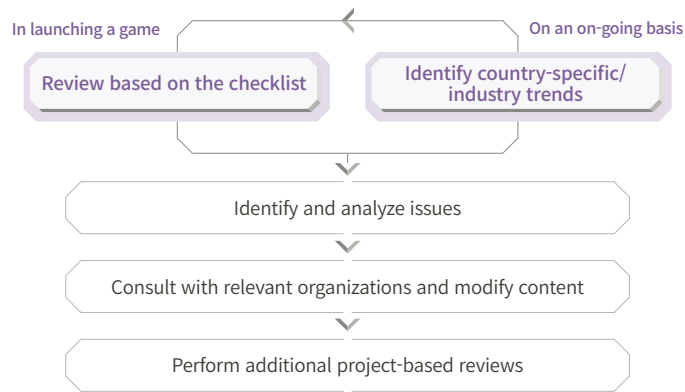 In launching a game
On an on-going basis
Review based on the checklist
Identify country-specific/
industry trends
Identify and analyze issues
Consult with relevant organizations and modify content
Perform additional project-based reviews